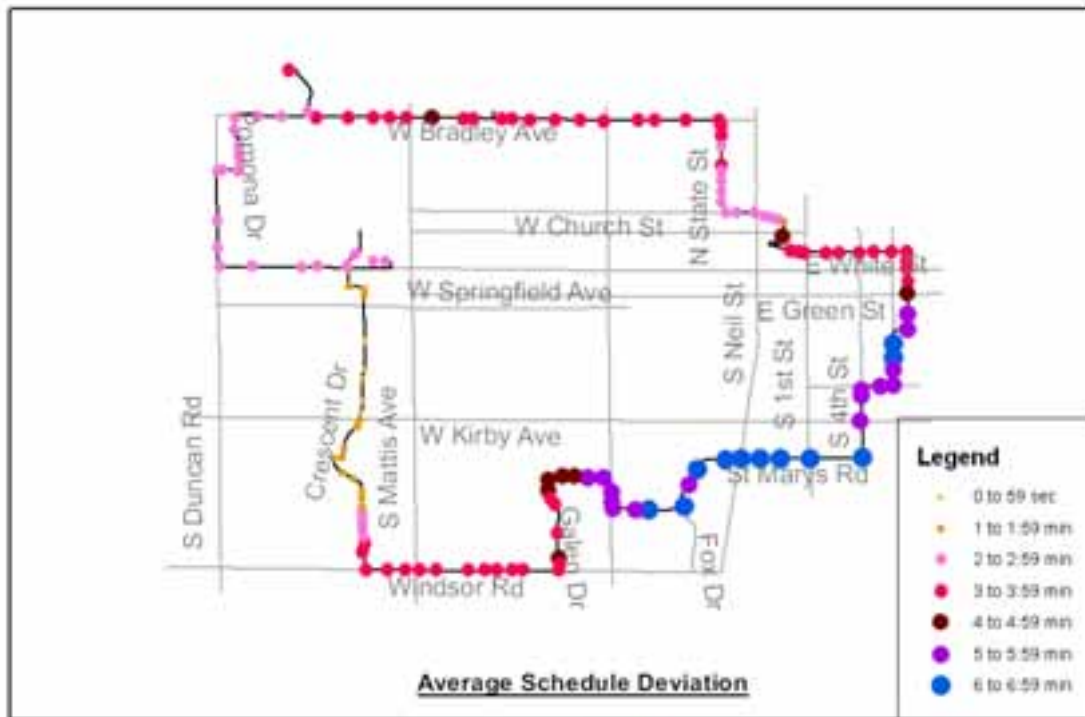 W Bradley Ave
Pomona Dr
N State St
W Church St
E White St
W Springfield Ave
E Green St
S Neil St
S 1st St
S 4th St
Crescent Dr
S Mattis Ave
S Duncan Rd
W Kirby Ave
St Marys Rd
Galen Dr
Fox Dr
Windsor Rd
Average Schedule Deviation
Legend
0 to 59 sec
1 to 1:59 min
2 to 2:59 min
3 to 3:59 min
4 to 4:59 min
5 to 5:59 min
6 to 6:59 min